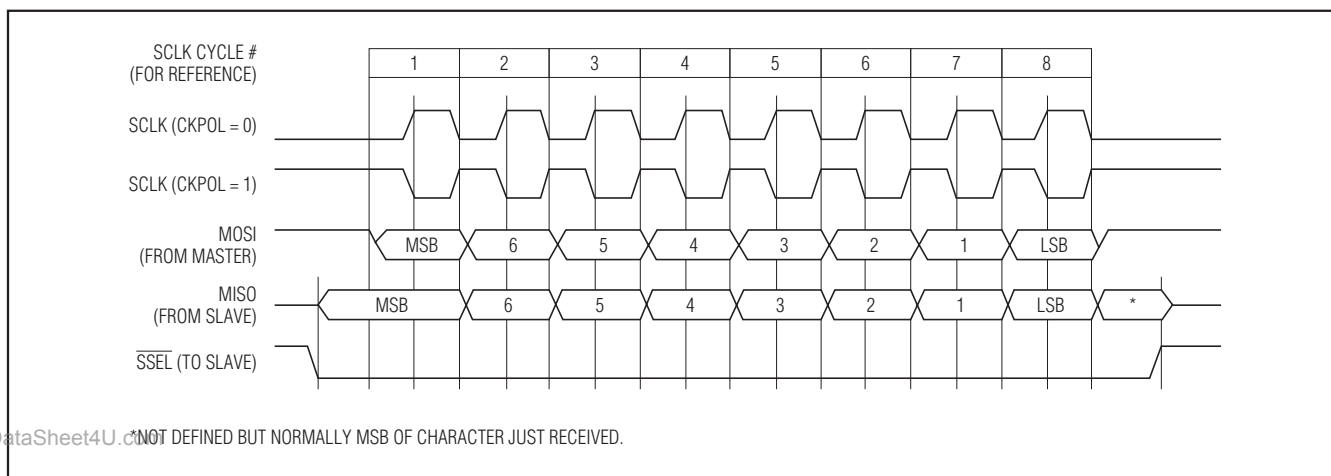 SCLK CYCLE #
(FOR REFERENCE)
1 2 3 4 5 6 7 8
SCLK (CKPOL = 0)
SCLK (CKPOL = 1)
MOSI
(FROM MASTER)
MSB 6 5 4 3 2 1 LSB
MISO
(FROM SLAVE)
MSB 6 5 4 3 2 1 LSB *
SSEL (TO SLAVE)
*NOT DEFINED BUT NORMALLY MSB OF CHARACTER JUST RECEIVED.
ataSheet4U.com